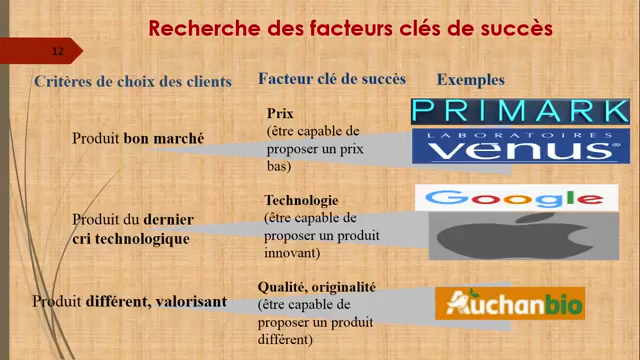 Recherche des facteurs clés de succès
12
Critères de choix des clients
Facteur clé de succès
Exemples
Produit bon marché
Prix
(être capable de
proposer un prix
bas)
PRIMARK
LABORATOIRES
venus®
Produit du dernier
cri technologique
Technologie
(être capable de
proposer un produit
innovant)
Google
Produit différent, valorisant
Qualité, originalité
(être capable de
proposer un produit
différent)
Auchanbio